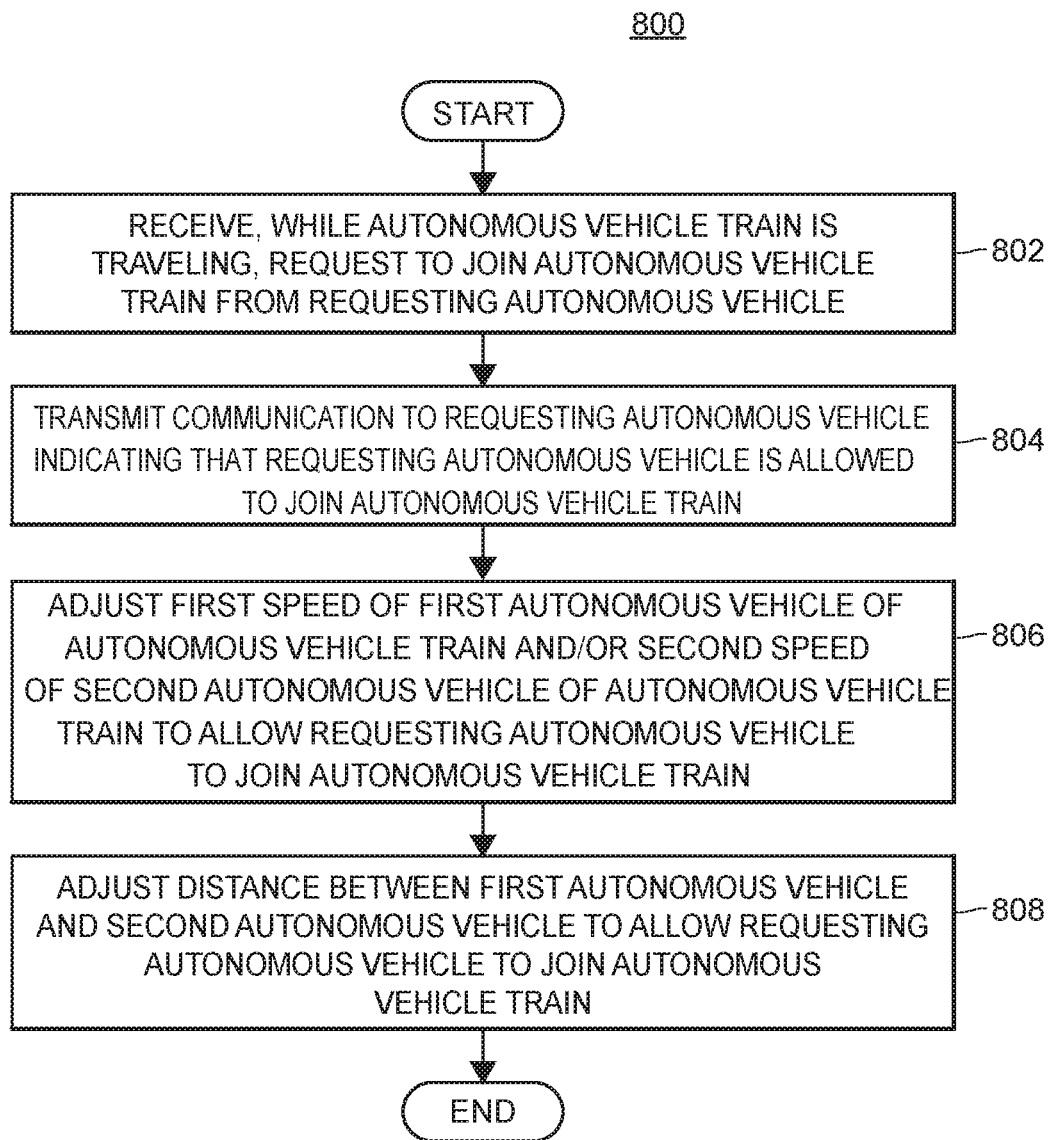 800
START
RECEIVE, WHILE AUTONOMOUS VEHICLE TRAIN IS
TRAVELING, REQUEST TO JOIN AUTONOMOUS VEHICLE
TRAIN FROM REQUESTING AUTONOMOUS VEHICLE
802
TRANSMIT COMMUNICATION TO REQUESTING AUTONOMOUS VEHICLE
INDICATING THAT REQUESTING AUTONOMOUS VEHICLE IS ALLOWED
TO JOIN AUTONOMOUS VEHICLE TRAIN
804
ADJUST FIRST SPEED OF FIRST AUTONOMOUS VEHICLE OF
AUTONOMOUS VEHICLE TRAIN AND/OR SECOND SPEED
OF SECOND AUTONOMOUS VEHICLE OF AUTONOMOUS VEHICLE
TRAIN TO ALLOW REQUESTING AUTONOMOUS VEHICLE
TO JOIN AUTONOMOUS VEHICLE TRAIN
806
ADJUST DISTANCE BETWEEN FIRST AUTONOMOUS VEHICLE
AND SECOND AUTONOMOUS VEHICLE TO ALLOW REQUESTING
AUTONOMOUS VEHICLE TO JOIN AUTONOMOUS
VEHICLE TRAIN
808
END